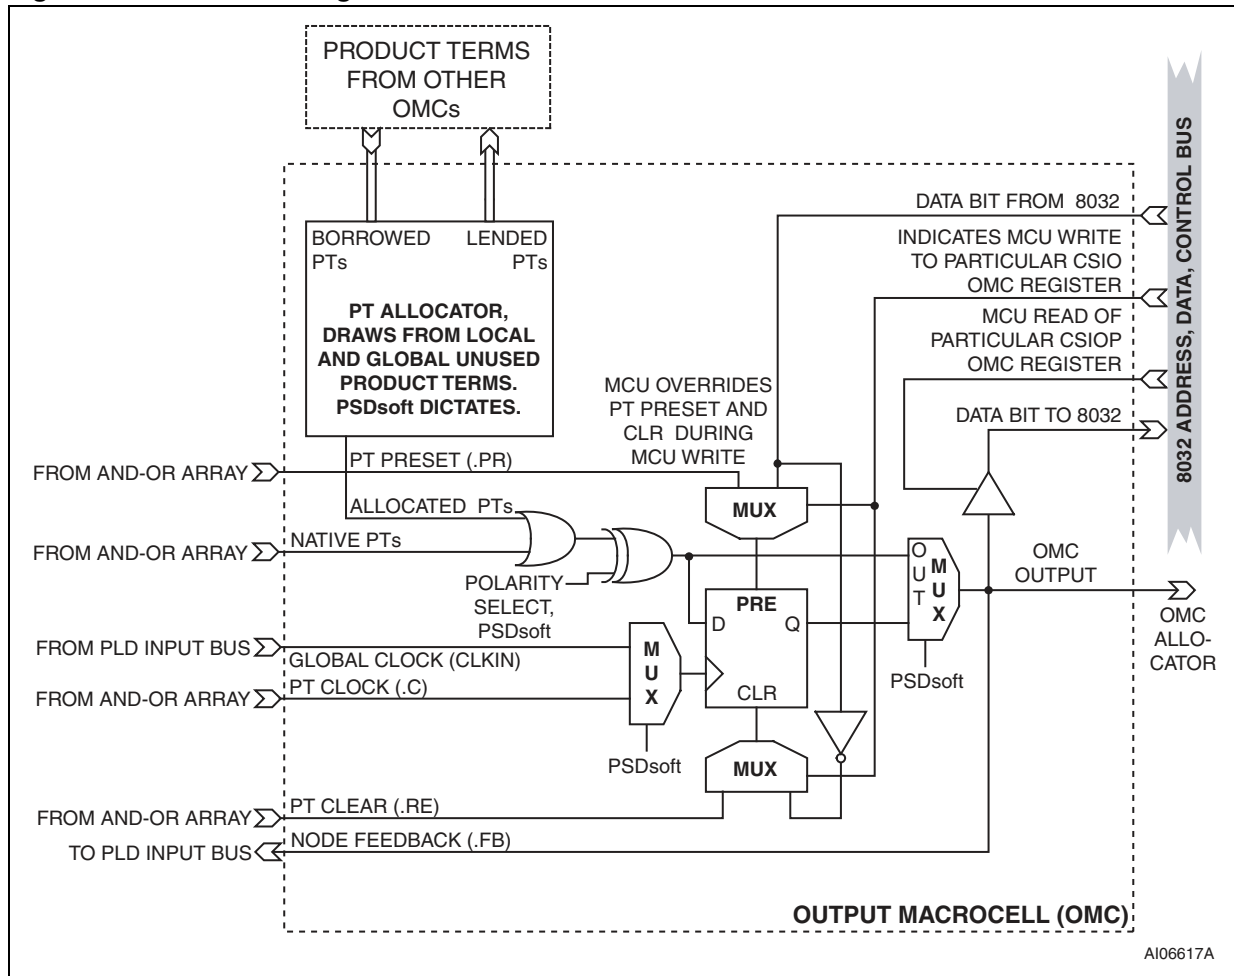 PRODUCT TERMS
FROM OTHER
OMCs
8032 ADDRESS, DATA, CONTROL BUS
DATA BIT FROM 8032
BORROWED
PTs
LENDED
PTs
INDICATES MCU WRITE
TO PARTICULAR CSIO
OMC REGISTER
PT ALLOCATOR,
DRAWS FROM LOCAL
AND GLOBAL UNUSED
PRODUCT TERMS.
PSDsoft DICTATES.
MCU READ OF
PARTICULAR CSIOP
OMC REGISTER
MCU OVERRIDES
PT PRESET AND
CLR DURING
MCU WRITE
DATA BIT TO 8032
FROM AND-OR ARRAY
PT PRESET (.PR)
MUX
ALLOCATED PTs
FROM AND-OR ARRAY
NATIVE PTs
POLARITY
SELECT,
PSDsoft
OUT
MUX
OMC
OUTPUT
OMC
ALLO-
CATOR
PRE
D
Q
CLR
FROM PLD INPUT BUS
GLOBAL CLOCK (CLKIN)
MUX
FROM AND-OR ARRAY
PT CLOCK (.C)
PSDsoft
PSDsoft
MUX
FROM AND-OR ARRAY
PT CLEAR (.RE)
TO PLD INPUT BUS
NODE FEEDBACK (.FB)
OUTPUT MACROCELL (OMC)
AI06617A